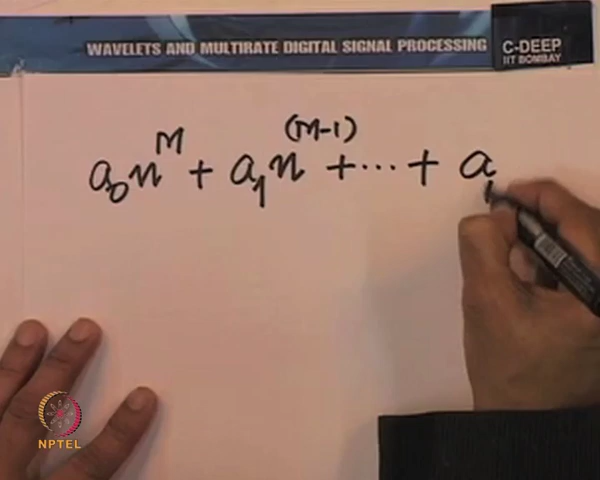 WAVELETS AND MULTIRATE DIGITAL SIGNAL PROCESSING
C-DEEP
IIT BOMBAY
a₀n^M + a₁n^(M-1) + ... + a
NPTEL